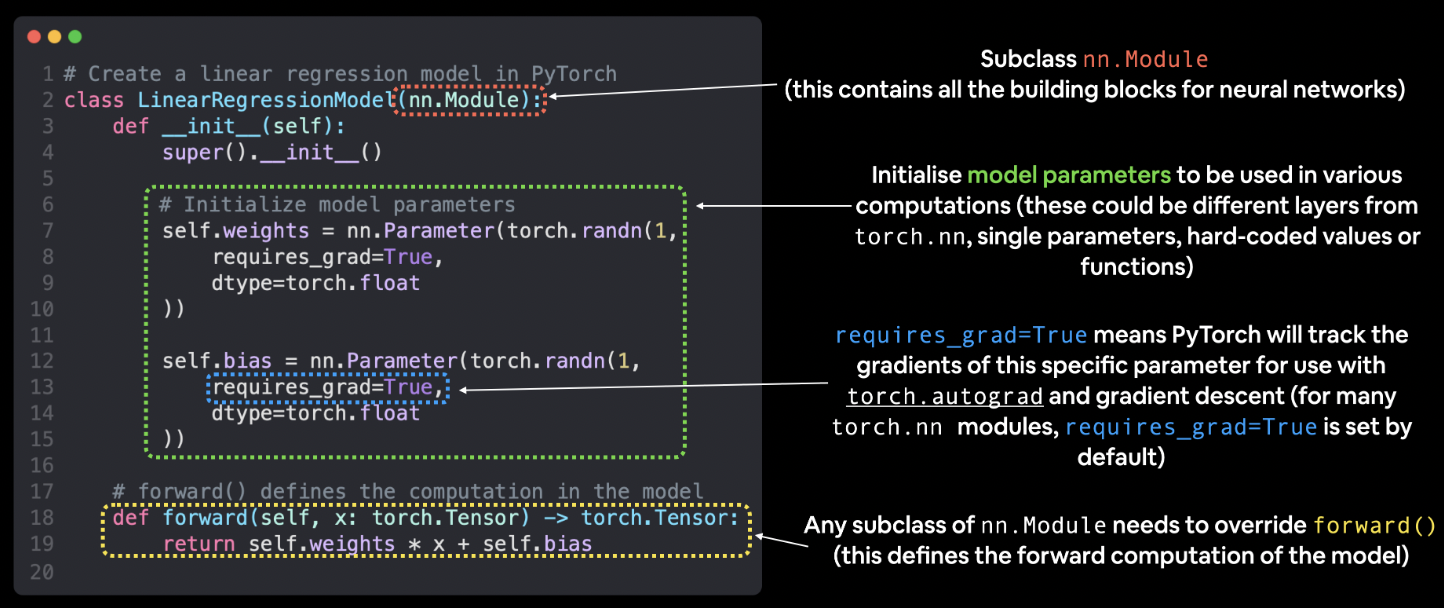 1 # Create a linear regression model in PyTorch
2 class LinearRegressionModel(nn.Module):
3     def __init__(self):
4         super().__init__()
5
6         # Initialize model parameters
7         self.weights = nn.Parameter(torch.randn(1,
8             requires_grad=True,
9             dtype=torch.float
10         ))
11
12         self.bias = nn.Parameter(torch.randn(1,
13             requires_grad=True,
14             dtype=torch.float
15         ))
16
17     # forward() defines the computation in the model
18     def forward(self, x: torch.Tensor) -> torch.Tensor:
19         return self.weights * x + self.bias
20
Subclass nn.Module
(this contains all the building blocks for neural networks)
Initialise model parameters to be used in various
computations (these could be different layers from
torch.nn, single parameters, hard-coded values or
functions)
requires_grad=True means PyTorch will track the
gradients of this specific parameter for use with
torch.autograd and gradient descent (for many
torch.nn modules, requires_grad=True is set by
default)
Any subclass of nn.Module needs to override forward()
(this defines the forward computation of the model)